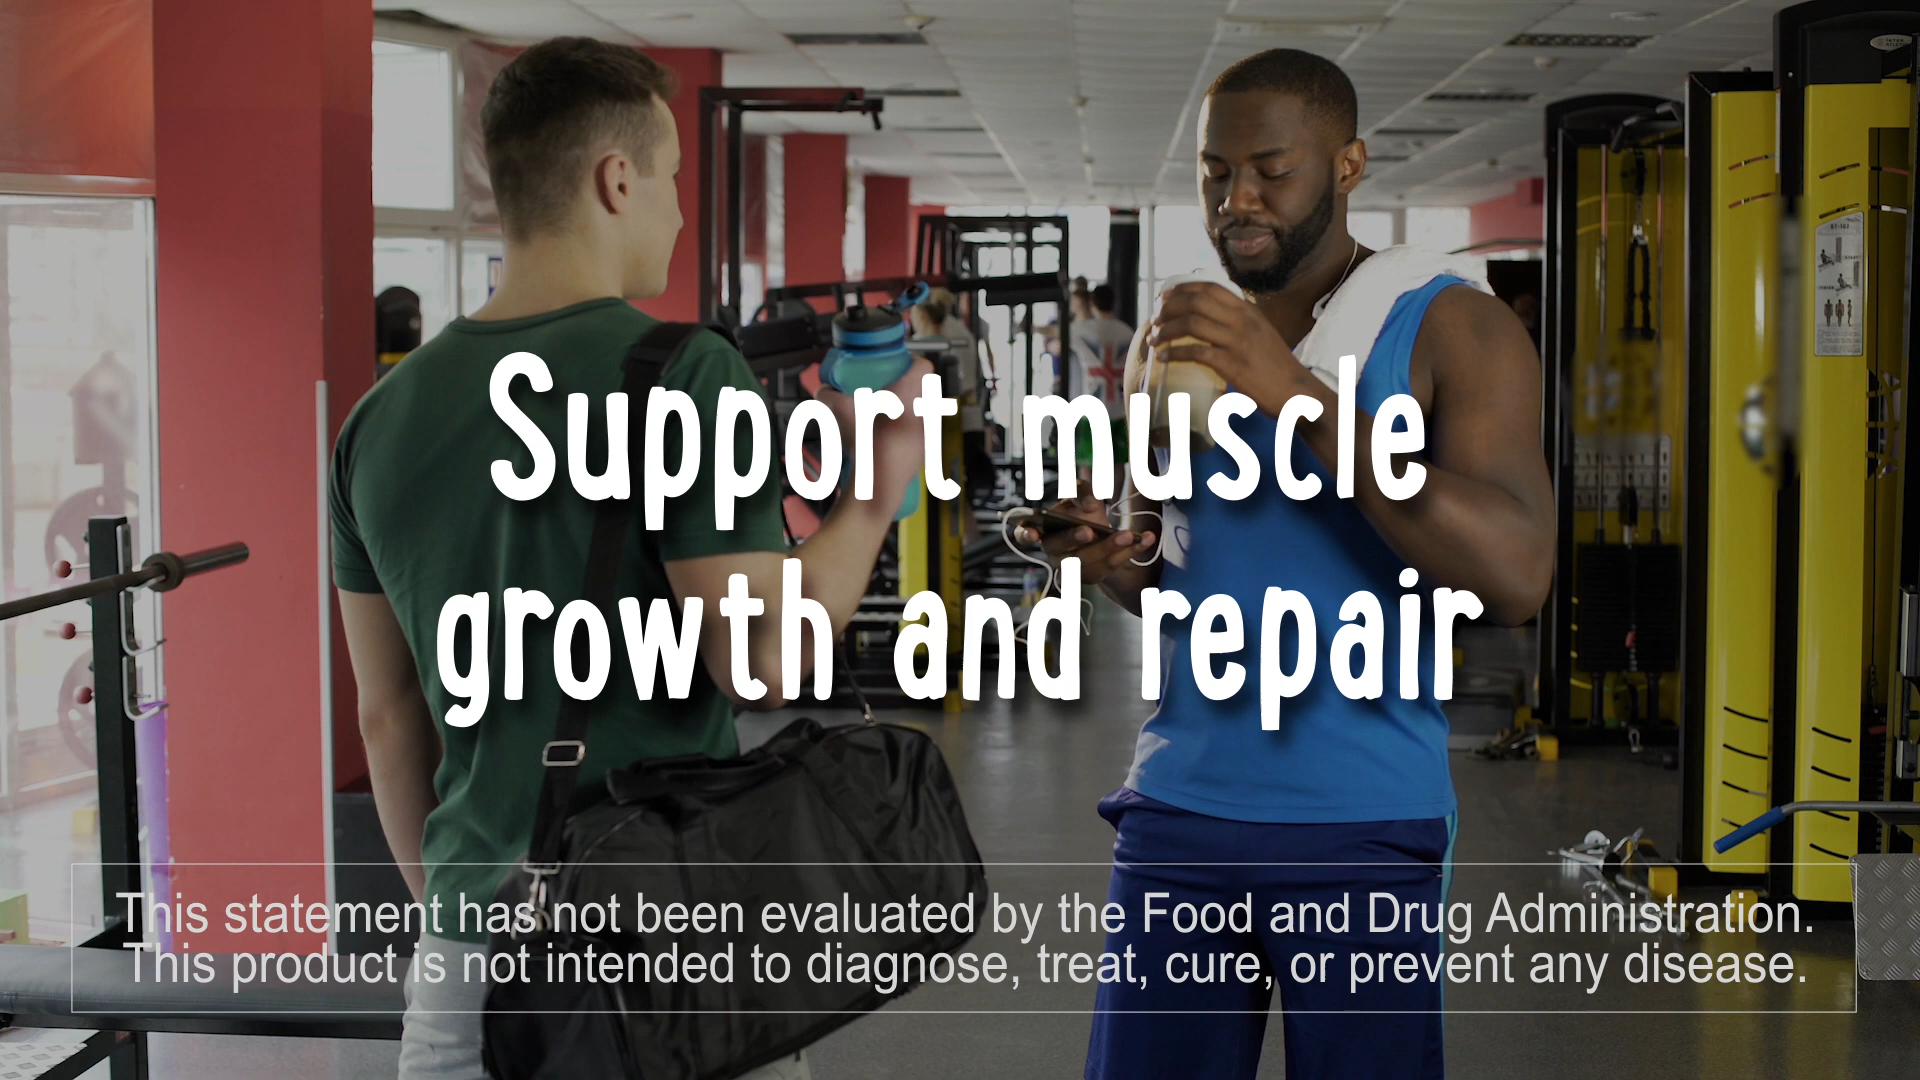 Support muscle
growth and repair
This statement has not been evaluated by the Food and Drug Administration.
This product is not intended to diagnose, treat, cure, or prevent any disease.